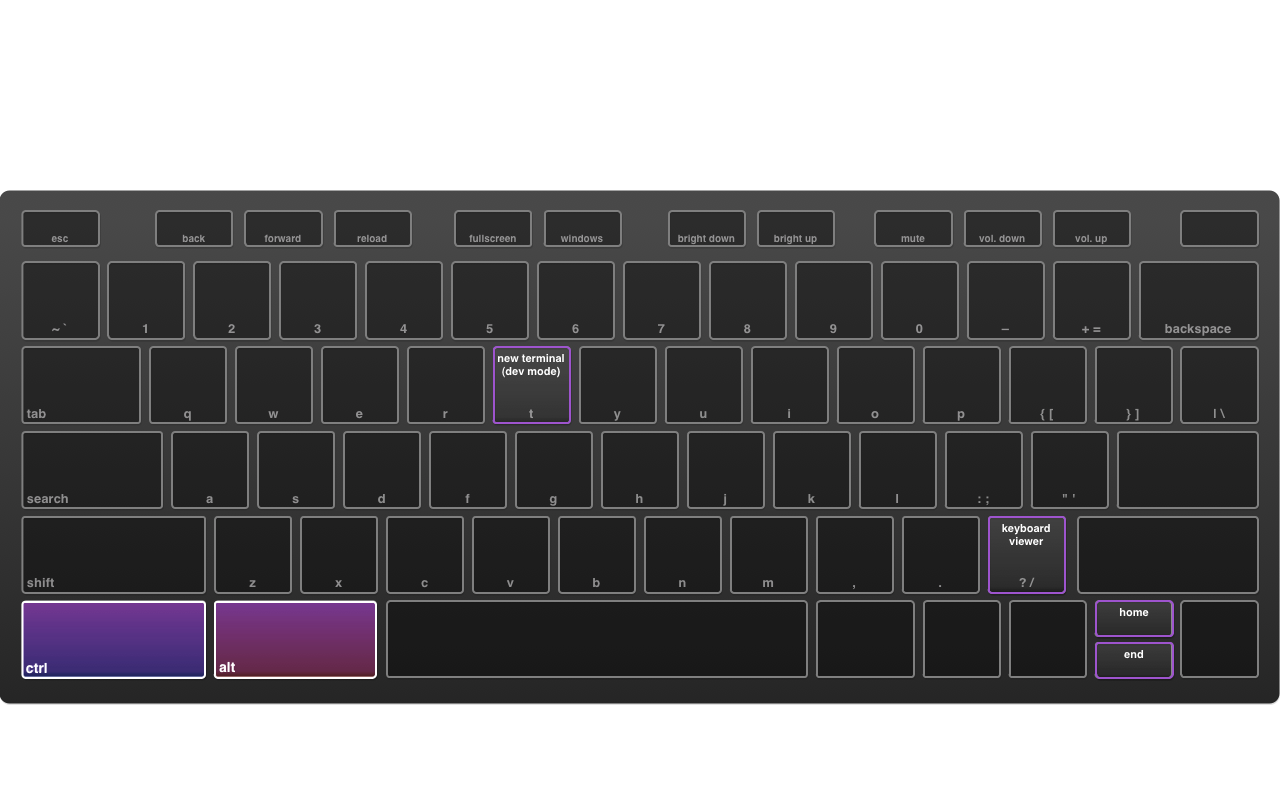 esc back forward reload fullscreen windows bright down bright up mute vol. down vol. up
~ ` 1 2 3 4 5 6 7 8 9 0 – + = backspace
new terminal
(dev mode)
tab q w e r t y u i o p { [ } ] | \
search a s d f g h j k l : ; " '
keyboard
viewer
shift z x c v b n m , . ? /
home
end
ctrl alt